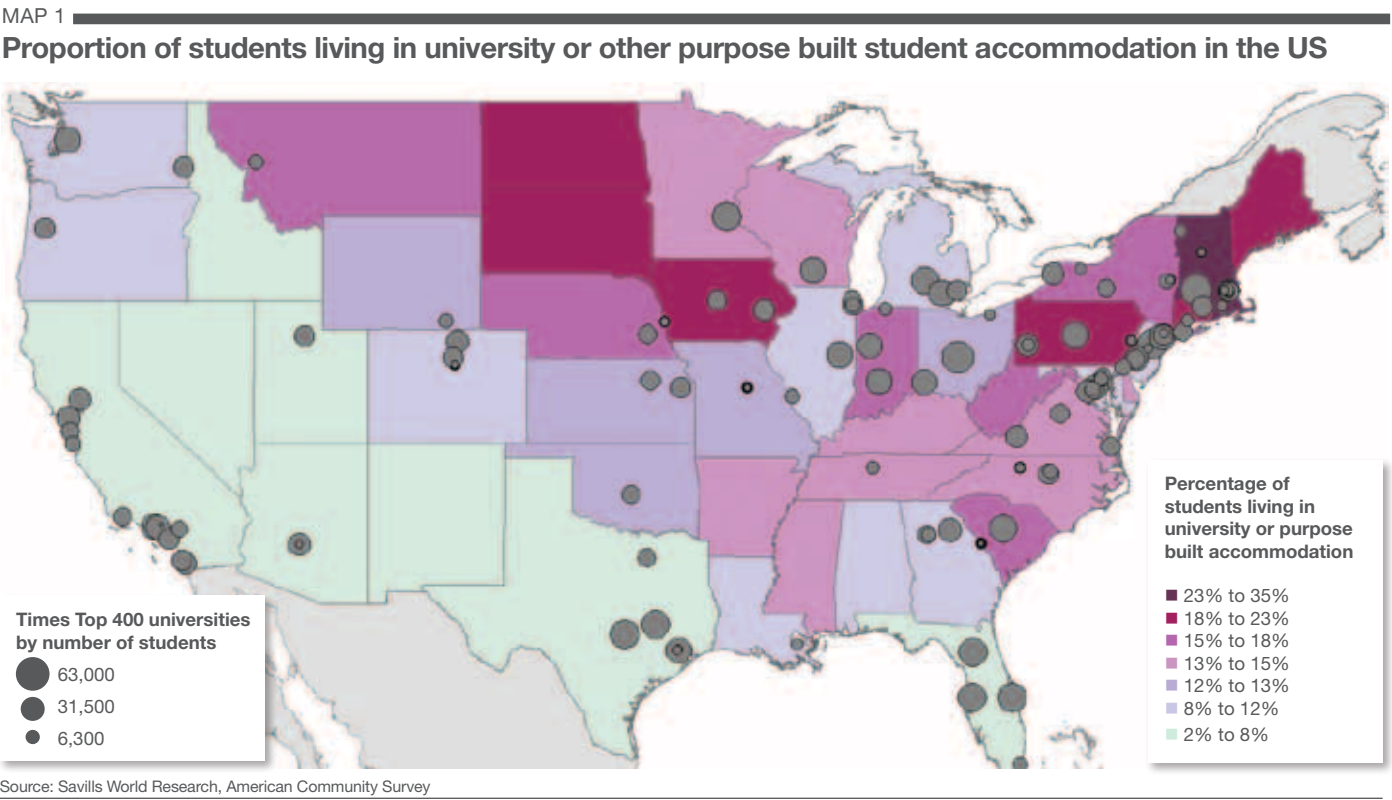 MAP 1
Proportion of students living in university or other purpose built student accommodation in the US
Percentage of
students living in
university or purpose
built accommodation
23% to 35%
18% to 23%
15% to 18%
13% to 15%
12% to 13%
8% to 12%
2% to 8%
Times Top 400 universities
by number of students
63,000
31,500
6,300
Source: Savills World Research, American Community Survey